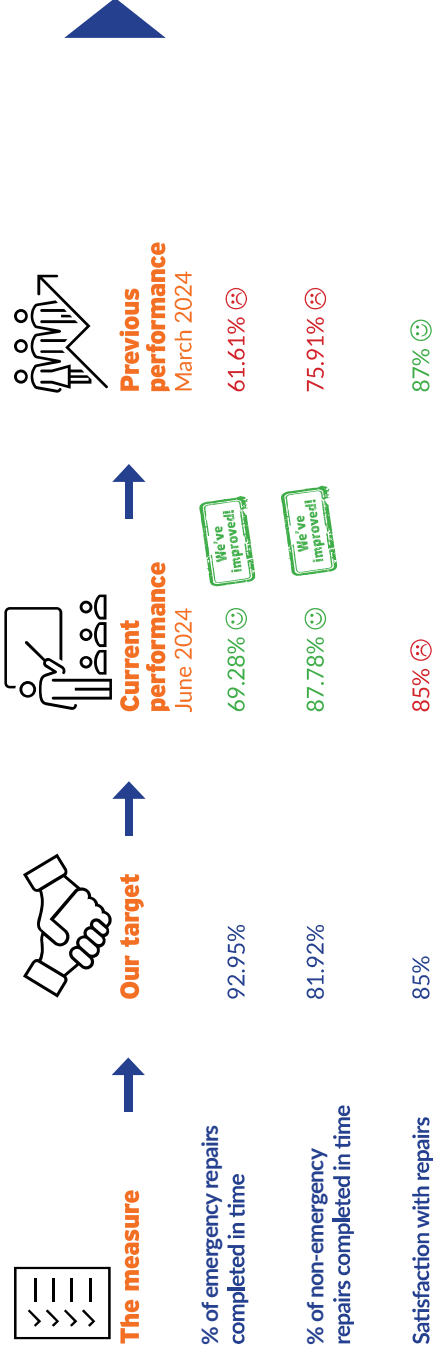 The measure
Our target
Current
performance
June 2024
Previous
performance
March 2024
% of emergency repairs
completed in time
92.95%
69.28%
We've
improved!
61.61%
% of non-emergency
repairs completed in time
81.92%
87.78%
We've
improved!
75.91%
Satisfaction with repairs
85%
85%
87%